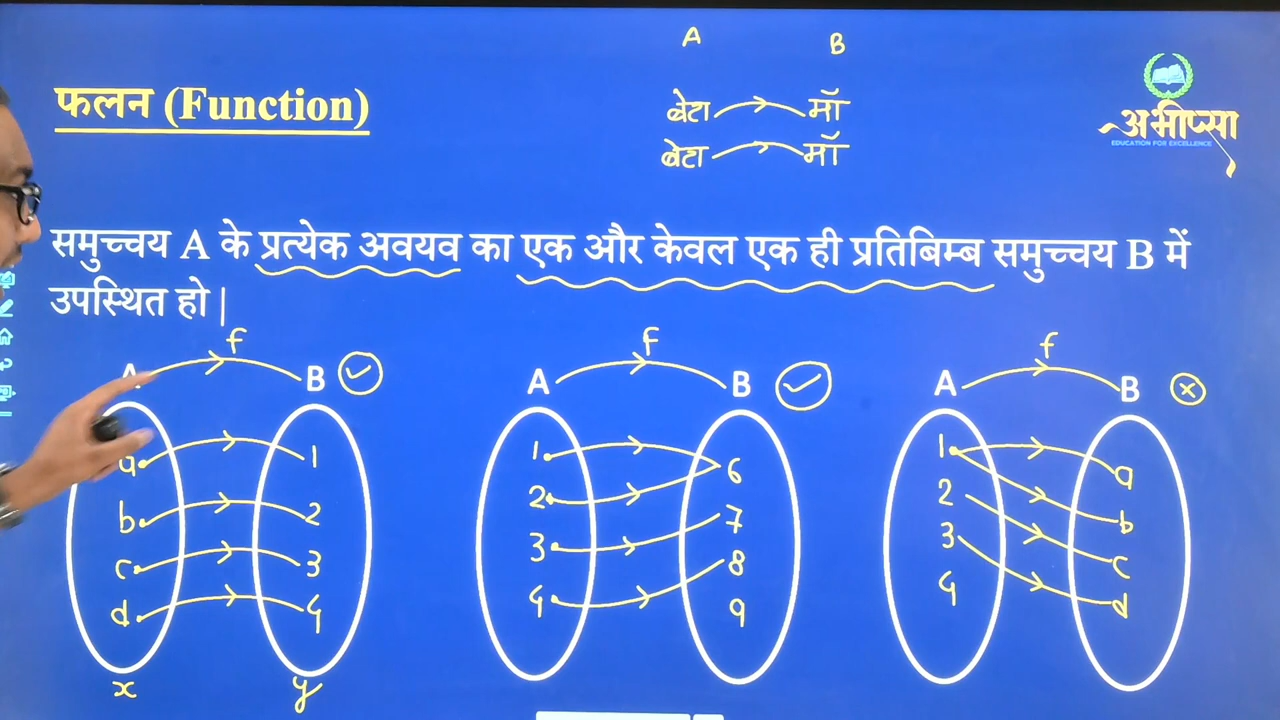 A B
फलन (Function)
बेटा माँ
बेटा माँ
अभीप्सा
EDUCATION FOR EXCELLENCE
समुच्चय A के प्रत्येक अवयव का एक और केवल एक ही प्रतिबिम्ब समुच्चय B में
उपस्थित हो |
f f f
A B A B A B
a 1 1 6 1 a
b 2 2 7 2 b
c 3 3 8 3 c
d 4 4 9 4 d
x y